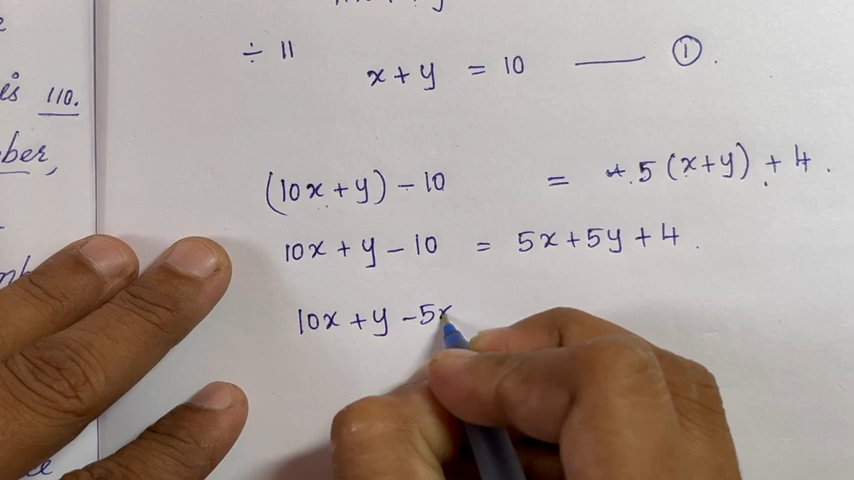 ÷ 11
x + y = 10 —— ①.
is 110.
ber,
(10x + y) - 10 = 5 (x+y) + 4.
10x + y - 10 = 5x + 5y + 4.
10x + y - 5x